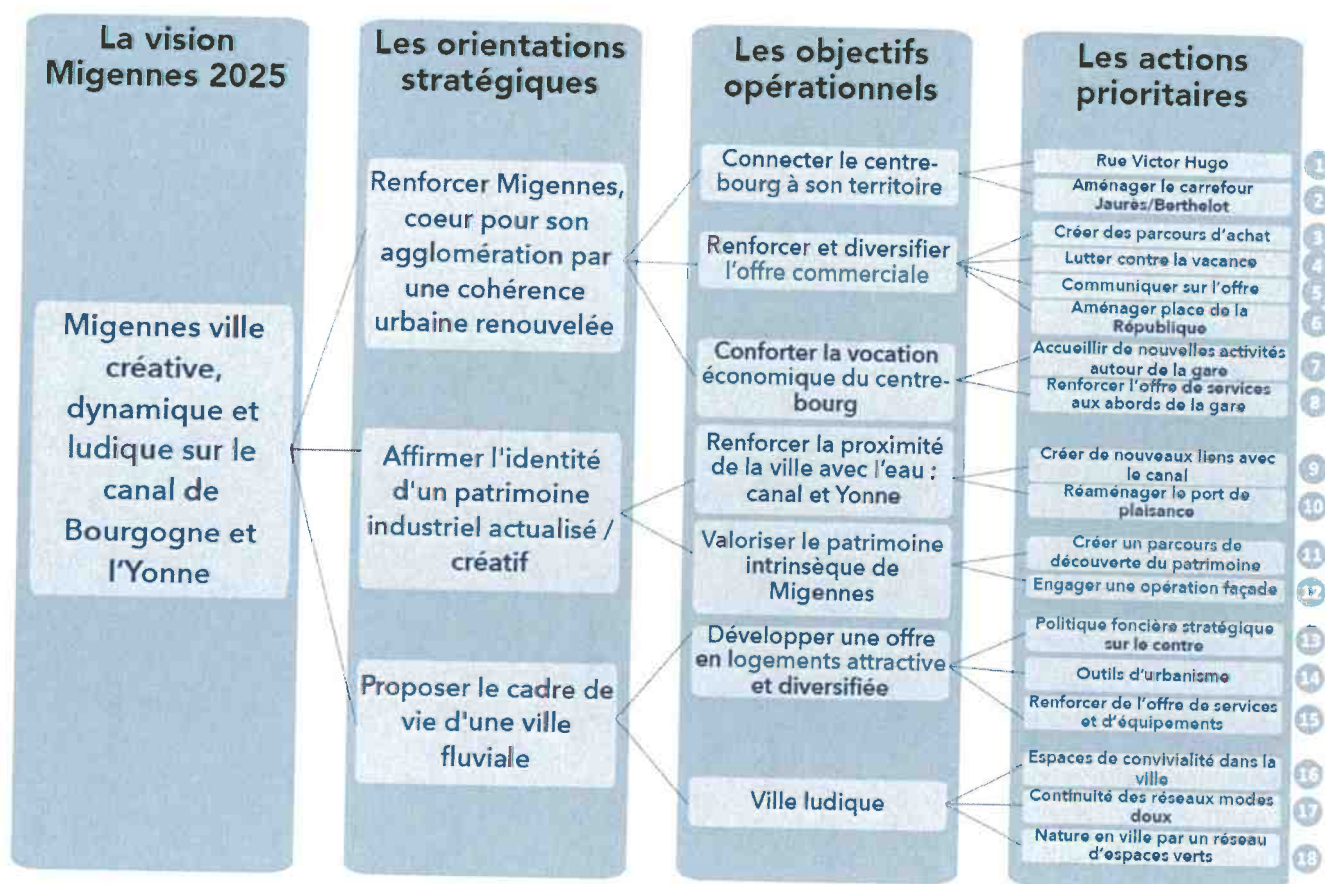 La vision
Migennes 2025
Migennes ville
créative,
dynamique et
ludique sur le
canal de
Bourgogne et
l'Yonne
Les orientations
stratégiques
Renforcer Migennes,
coeur pour son
agglomération par
une cohérence
urbaine renouvelée
Affirmer l'identité
d'un patrimoine
industriel actualisé /
créatif
Proposer le cadre de
vie d'une ville
fluviale
Les objectifs
opérationnels
Connecter le centre-
bourg à son territoire
Renforcer et diversifier
l'offre commerciale
Conforter la vocation
économique du centre-
bourg
Renforcer la proximité
de la ville avec l'eau :
canal et Yonne
Valoriser le patrimoine
intrinsèque de
Migennes
Développer une offre
en logements attractive
et diversifiée
Ville ludique
Les actions
prioritaires
Rue Victor Hugo 1
Aménager le carrefour
Jaurès/Berthelot 2
Créer des parcours d'achat 3
Lutter contre la vacance 4
Communiquer sur l'offre 5
Aménager place de la
République 6
Accueillir de nouvelles activités
autour de la gare 7
Renforcer l'offre de services
aux abords de la gare 8
Créer de nouveaux liens avec
le canal 9
Réaménager le port de
plaisance 10
Créer un parcours de
découverte du patrimoine 11
Engager une opération façade 12
Politique foncière stratégique
sur le centre 13
Outils d'urbanisme 14
Renforcer de l'offre de services
et d'équipements 15
Espaces de convivialité dans la
ville 16
Continuité des réseaux modes
doux 17
Nature en ville par un réseau
d'espaces verts 18